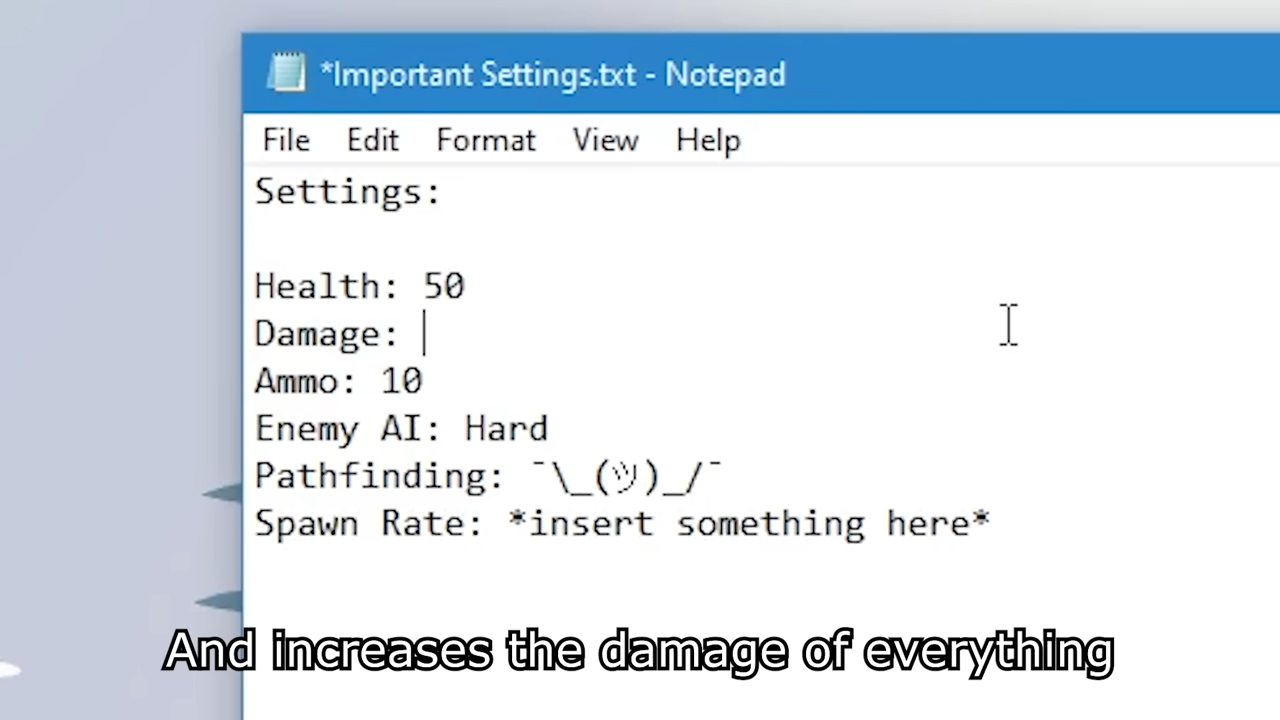 *Important Settings.txt - Notepad
File Edit Format View Help
Settings:
Health: 50
Damage:
Ammo: 10
Enemy AI: Hard
Pathfinding: ¯\_(ツ)_/¯
Spawn Rate: *insert something here*
And increases the damage of everything